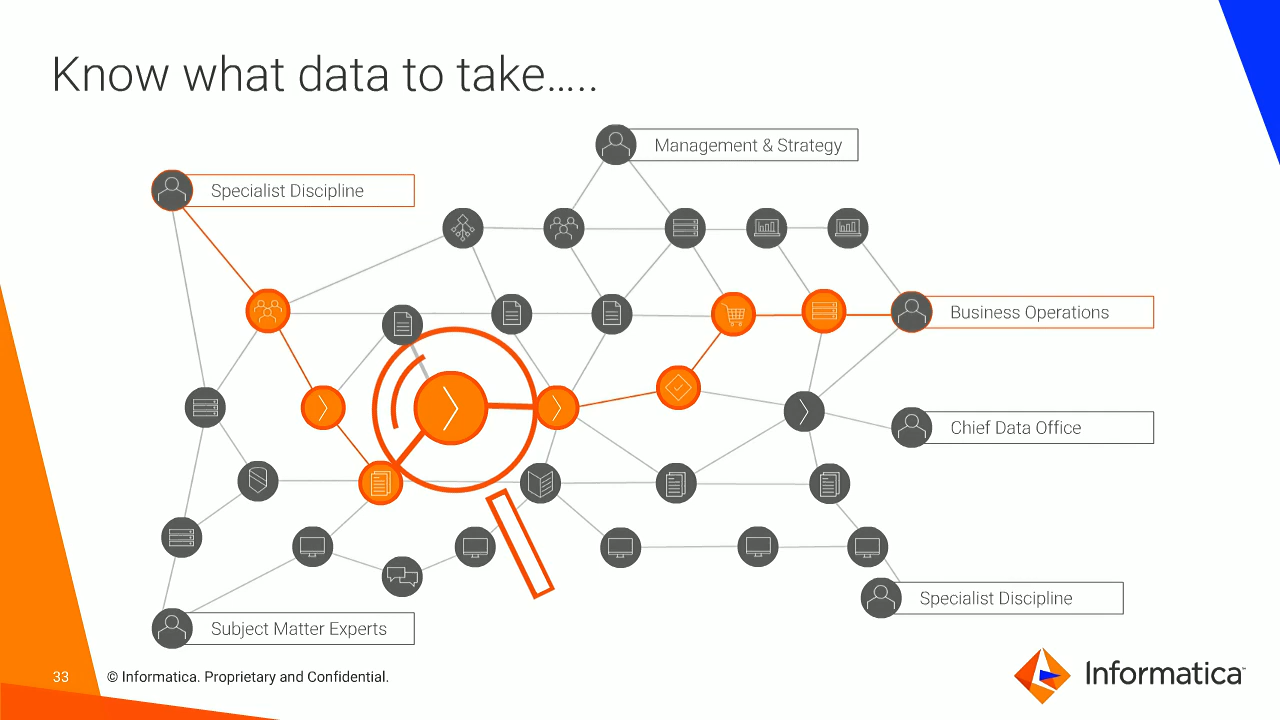 Know what data to take.....
Management & Strategy
Specialist Discipline
Business Operations
Chief Data Office
Specialist Discipline
Subject Matter Experts
33
© Informatica. Proprietary and Confidential.
Informatica™